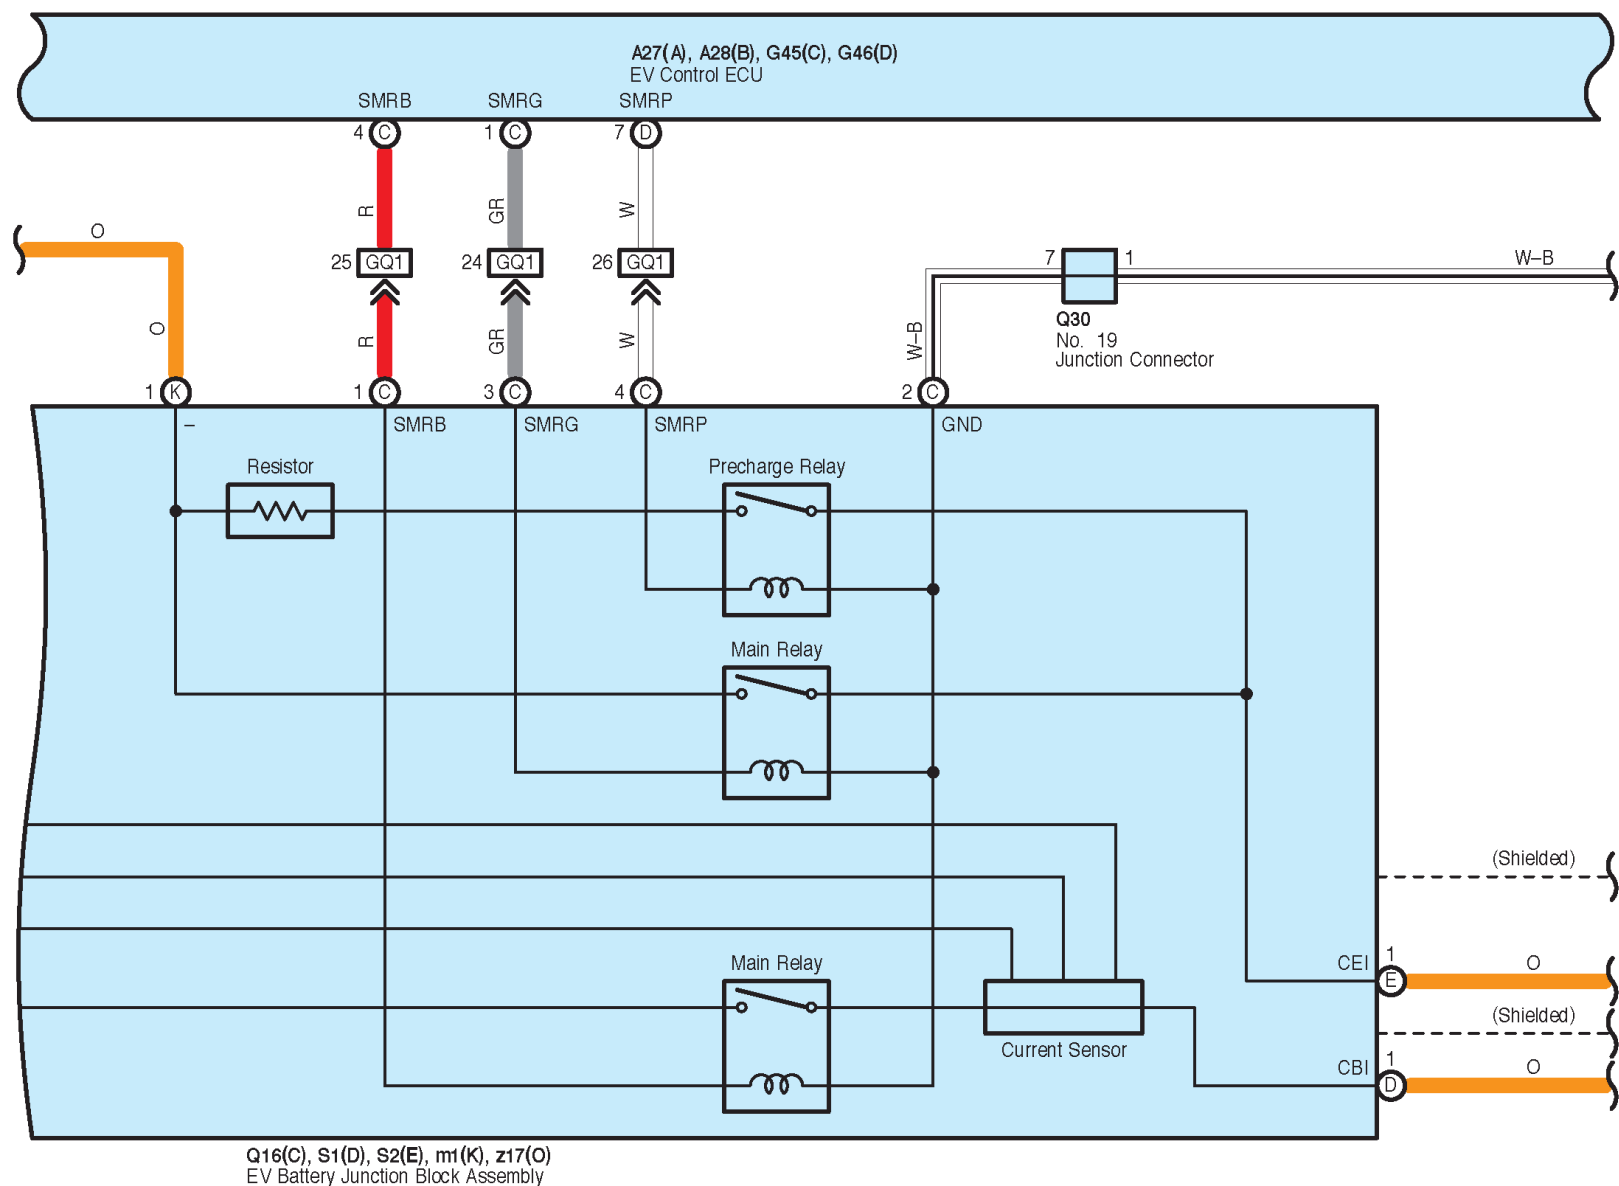 A27(A), A28(B), G45(C), G46(D)
EV Control ECU
SMRB SMRG SMRP
4 C 1 C 7 D
R GR W
O
25 GQ1 24 GQ1 26 GQ1
7 1 W–B
Q30
No. 19
Junction Connector
O R GR W W–B
1 K 1 C 3 C 4 C 2 C
– SMRB SMRG SMRP GND
Resistor Precharge Relay
Main Relay
(Shielded)
Main Relay CEI 1 E O
(Shielded)
Current Sensor
CBI 1 D O
Q16(C), S1(D), S2(E), m1(K), z17(O)
EV Battery Junction Block Assembly